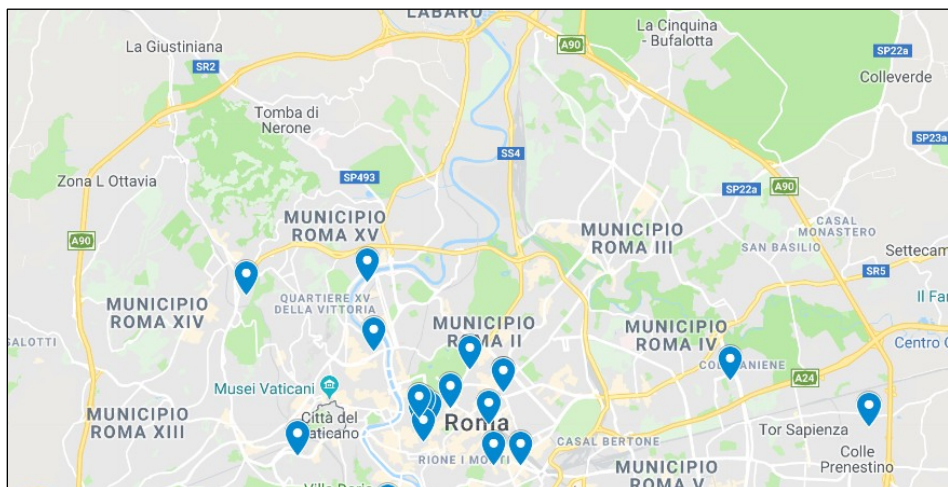 LABARO
La Giustiniana
SR2
A90
La Cinquina
- Bufalotta
SP22a
Colleverde
Tomba di
Nerone
SS4
SP23a
Zona L Ottavia
SP493
SP22a
A90
MUNICIPIO
ROMA XV
MUNICIPIO
ROMA III
CASAL
MONASTERO
A90
SAN BASILIO
Settecam
SR5
MUNICIPIO
ROMA XIV
QUARTIERE XV
DELLA VITTORIA
Il Far
MUNICIPIO
ROMA II
MUNICIPIO
ROMA IV
SALOTTI
Centro
Musei Vaticani
ANIENE
A24
MUNICIPIO
ROMA XIII
Città del
Vaticano
Roma
Tor Sapienza
CASAL BERTONE
Colle
Prenestino
RIONE I MONTI
MUNICIPIO
ROMA V